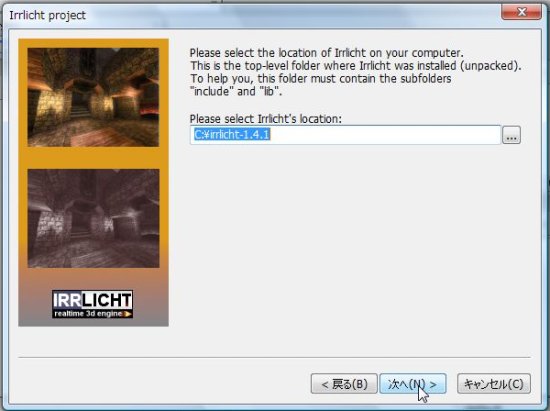 Irrlicht project
Please select the location of Irrlicht on your computer.
This is the top-level folder where Irrlicht was installed (unpacked).
To help you, this folder must contain the subfolders
"include" and "lib".
Please select Irrlicht's location:
C:¥irrlicht-1.4.1
...
IRRLICHT
realtime 3d engine
< 戻る(B)
次へ(N) >
キャンセル(C)